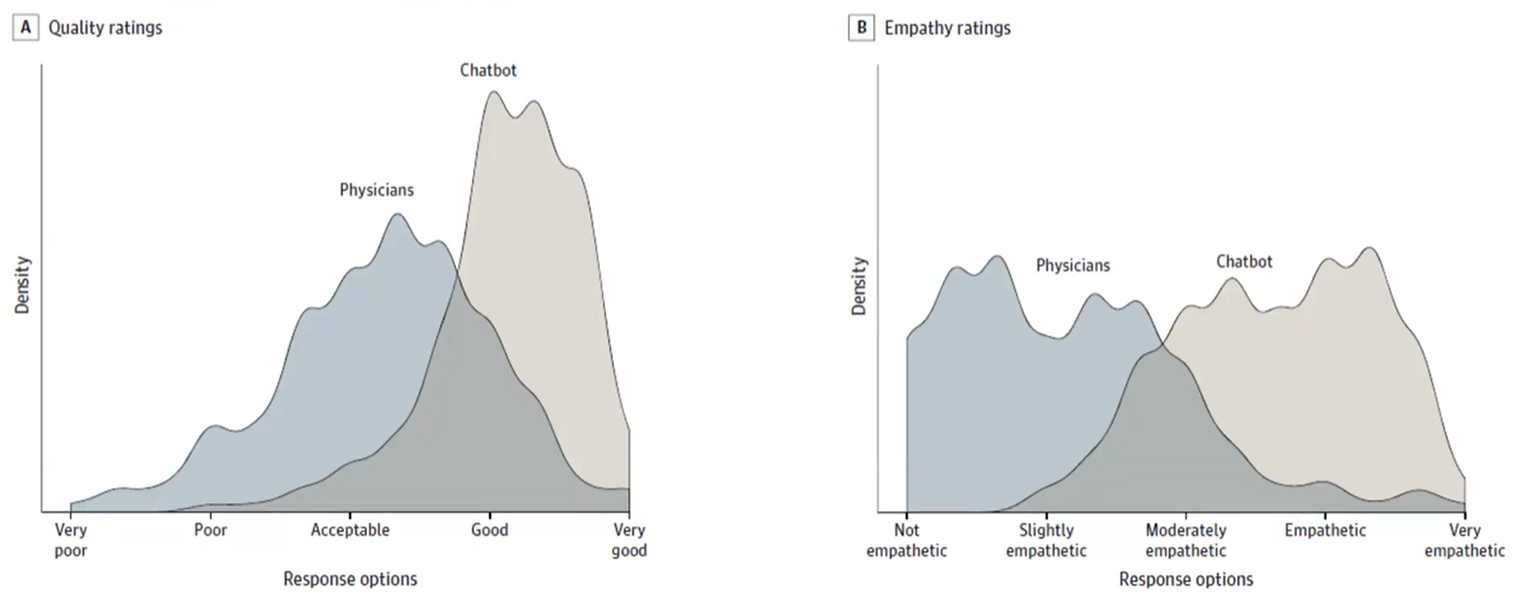 A Quality ratings
Chatbot
Physicians
Density
Very poor
Poor
Acceptable
Good
Very good
Response options
B Empathy ratings
Physicians
Chatbot
Density
Not empathetic
Slightly empathetic
Moderately empathetic
Empathetic
Very empathetic
Response options